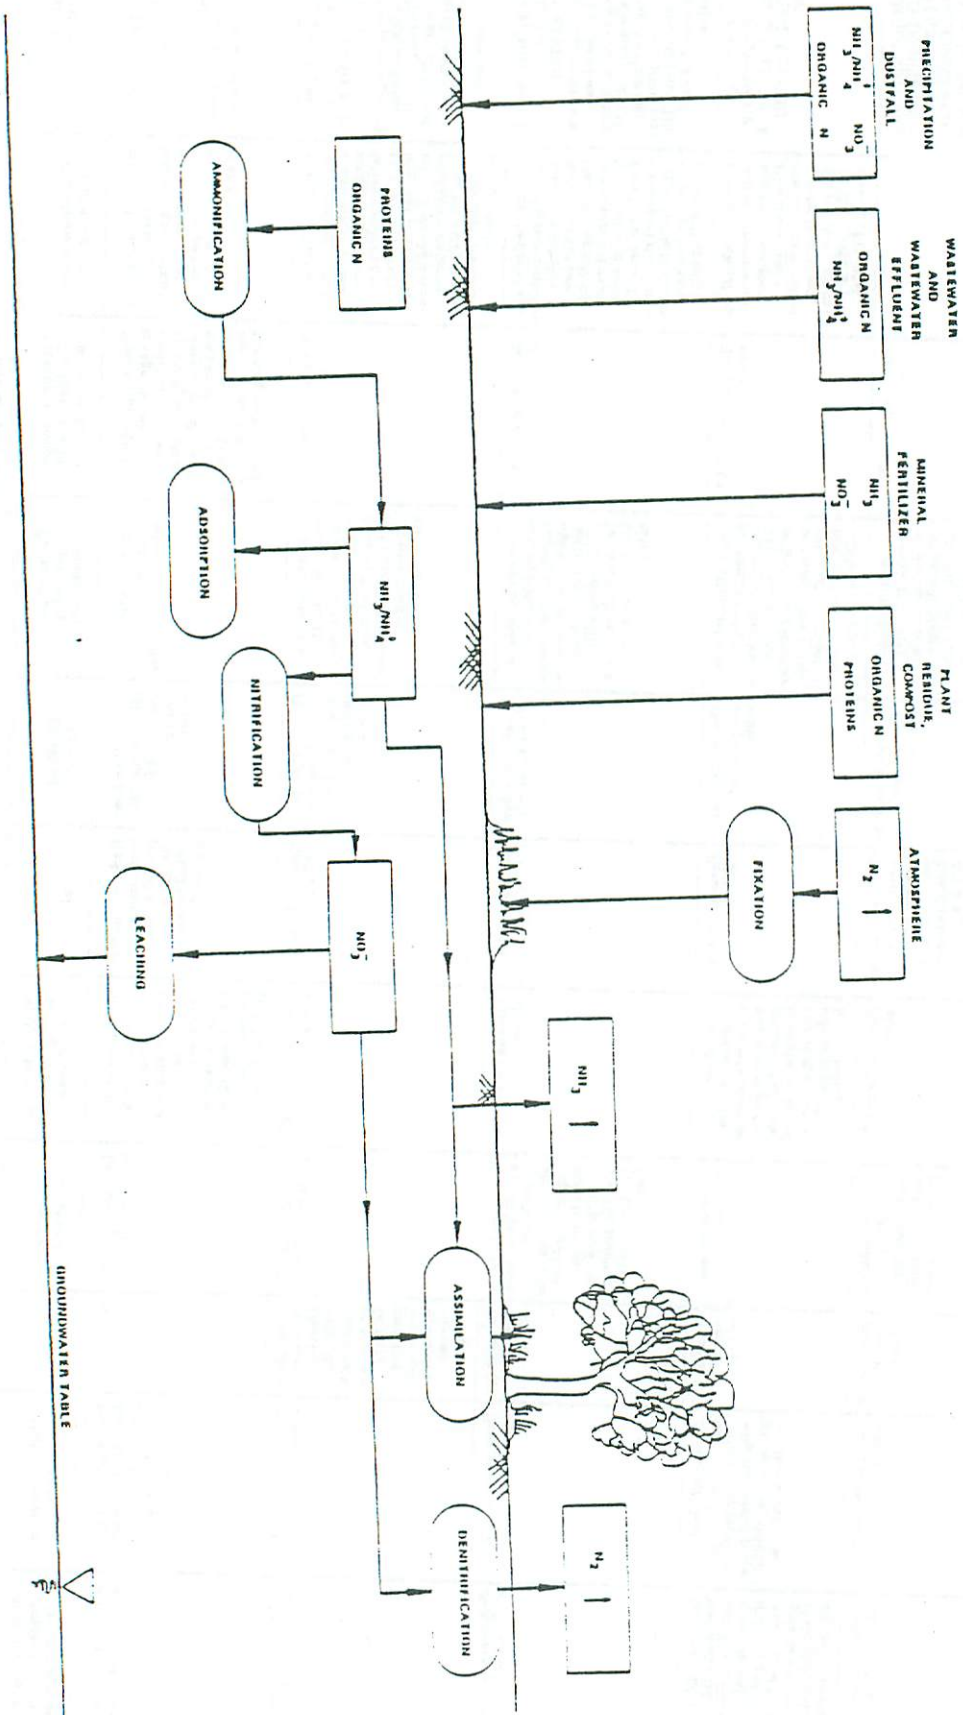 PRECIPITATION
AND
DUSTFALL
NH₃/NH₄⁺ NO₃⁻
ORGANIC N
WASTEWATER
AND
WASTEWATER
EFFLUENT
ORGANIC N
NH₃/NH₄⁺
MINERAL
FERTILIZER
NH₃
NO₃⁻
PLANT
RESIDUE,
COMPOST
ORGANIC N
PROTEINS
ATMOSPHERE
N₂ ↑
FIXATION
NH₃ ↑
N₂ ↑
PROTEINS
ORGANIC N
AMMONIFICATION
NH₃/NH₄⁺
ADSORPTION
NITRIFICATION
NO₃⁻
LEACHING
ASSIMILATION
DENITRIFICATION
GROUNDWATER TABLE